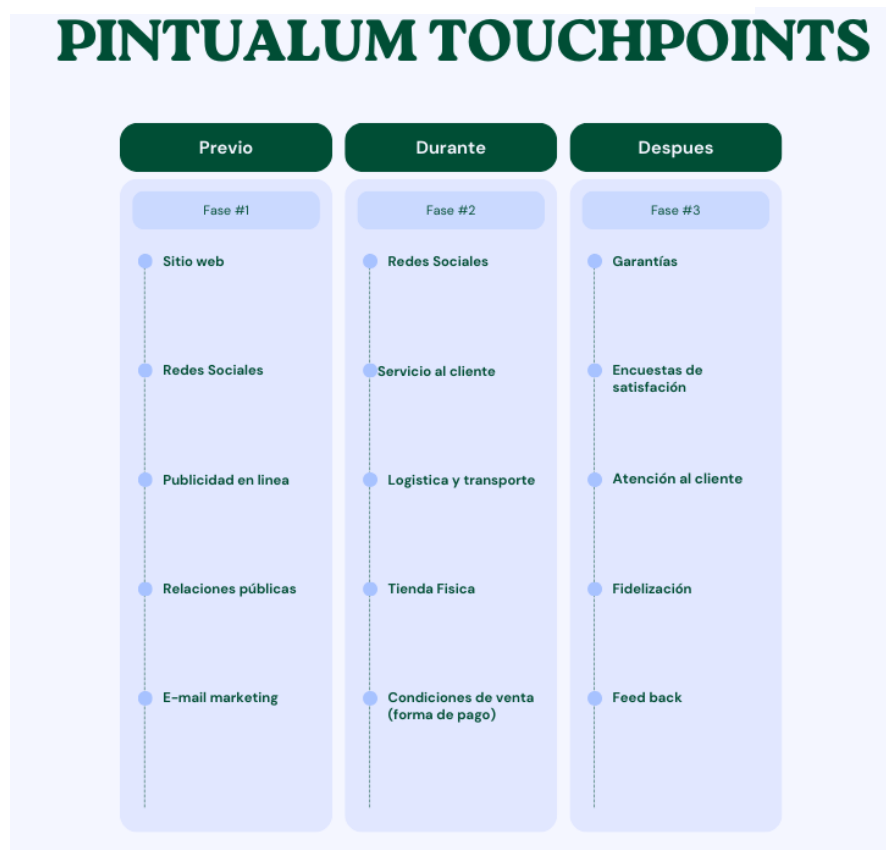 PINTUALUM TOUCHPOINTS
Previo
Durante
Despues
Fase #1
Sitio web
Redes Sociales
Publicidad en linea
Relaciones públicas
E-mail marketing
Fase #2
Redes Sociales
Servicio al cliente
Logistica y transporte
Tienda Fisica
Condiciones de venta
(forma de pago)
Fase #3
Garantías
Encuestas de
satisfacción
Atención al cliente
Fidelización
Feed back